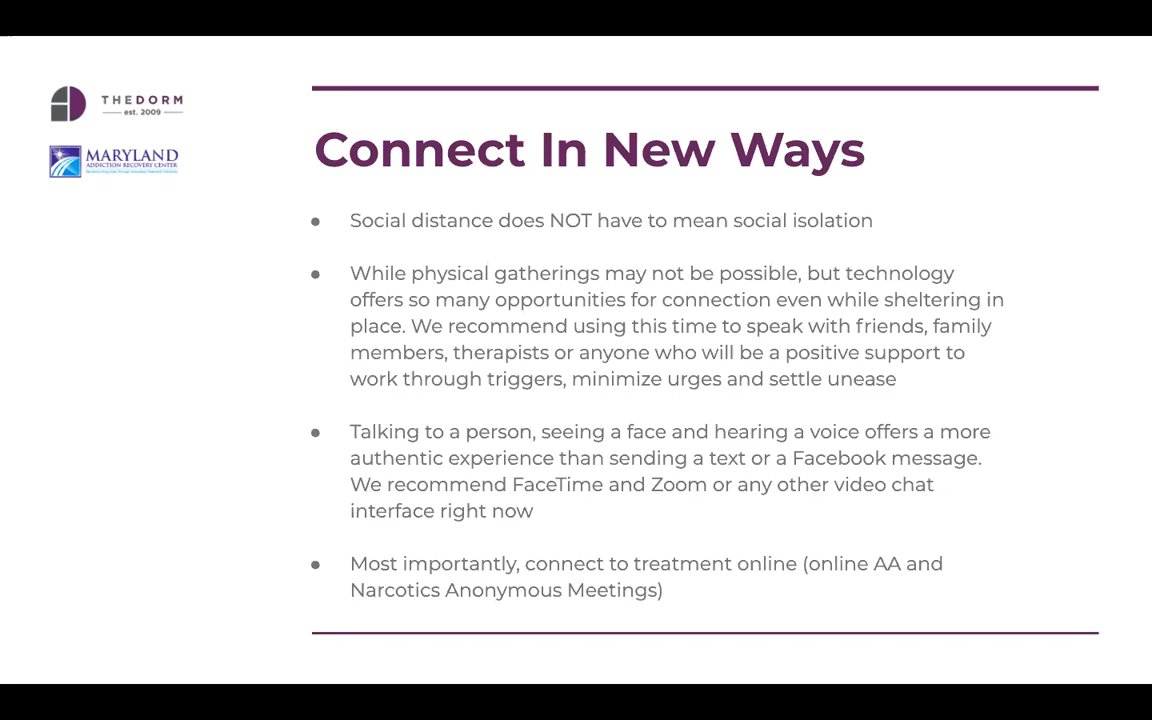 THEDORM
est. 2009
MARYLAND
ADDICTION RECOVERY CENTER
Connect In New Ways
● Social distance does NOT have to mean social isolation
● While physical gatherings may not be possible, but technology
offers so many opportunities for connection even while sheltering in
place. We recommend using this time to speak with friends, family
members, therapists or anyone who will be a positive support to
work through triggers, minimize urges and settle unease
● Talking to a person, seeing a face and hearing a voice offers a more
authentic experience than sending a text or a Facebook message.
We recommend FaceTime and Zoom or any other video chat
interface right now
● Most importantly, connect to treatment online (online AA and
Narcotics Anonymous Meetings)